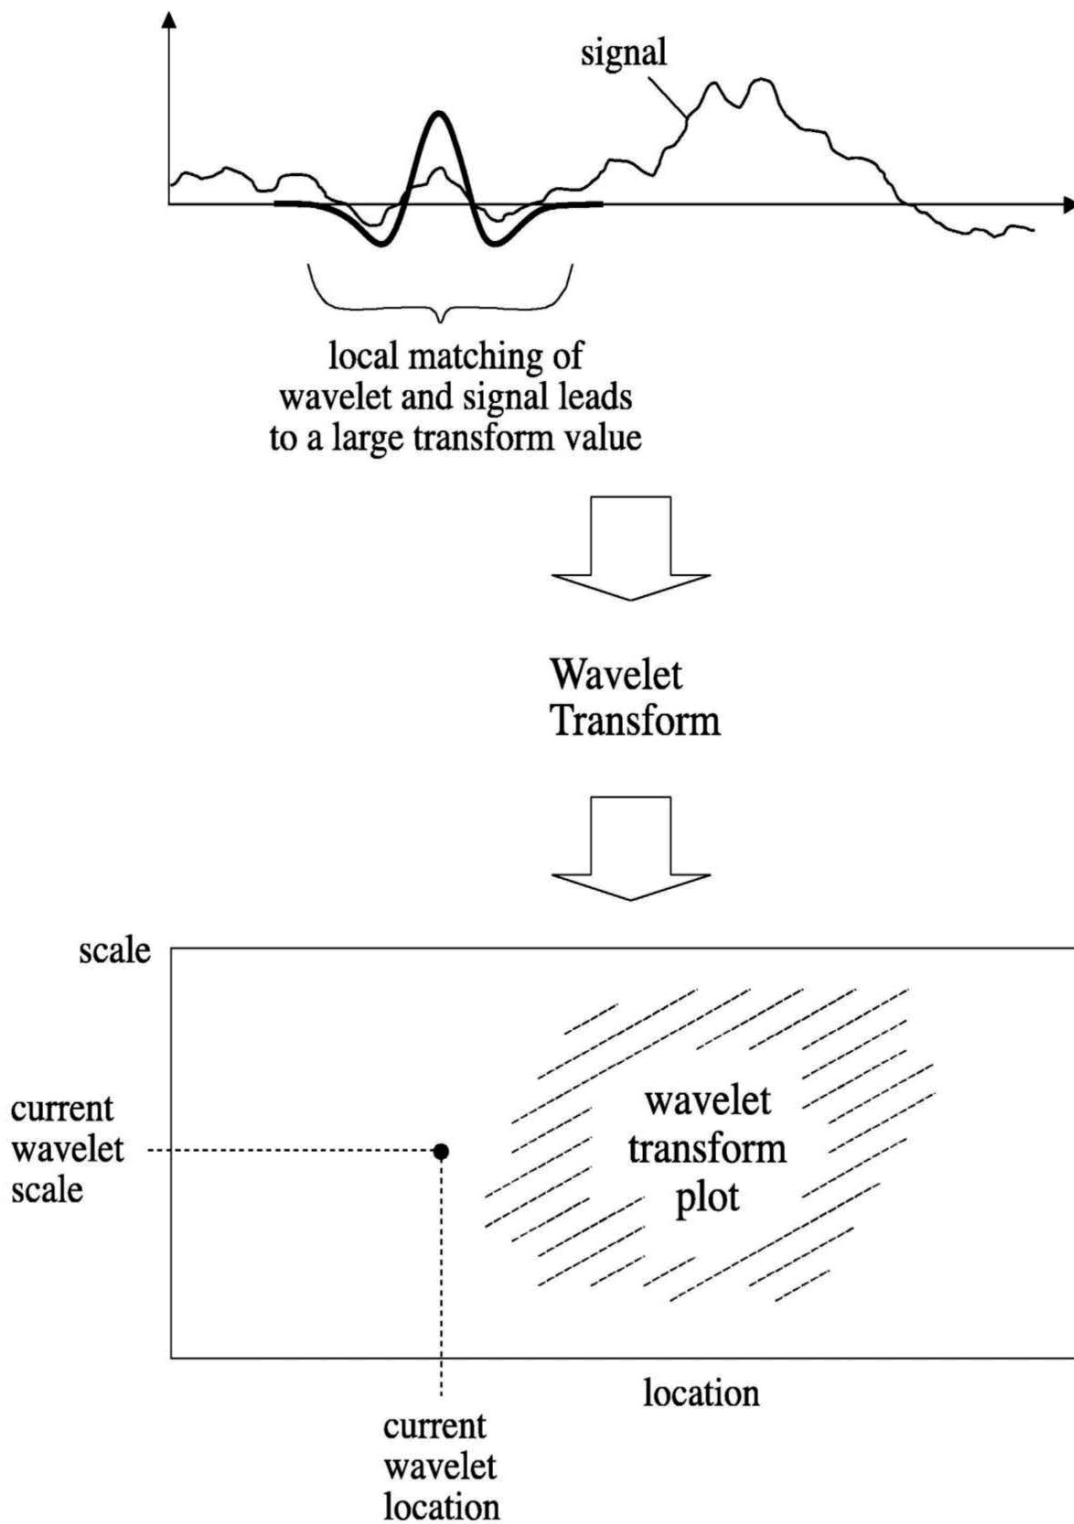 signal
local matching of
wavelet and signal leads
to a large transform value
Wavelet
Transform
scale
current
wavelet
scale
wavelet
transform
plot
location
current
wavelet
location